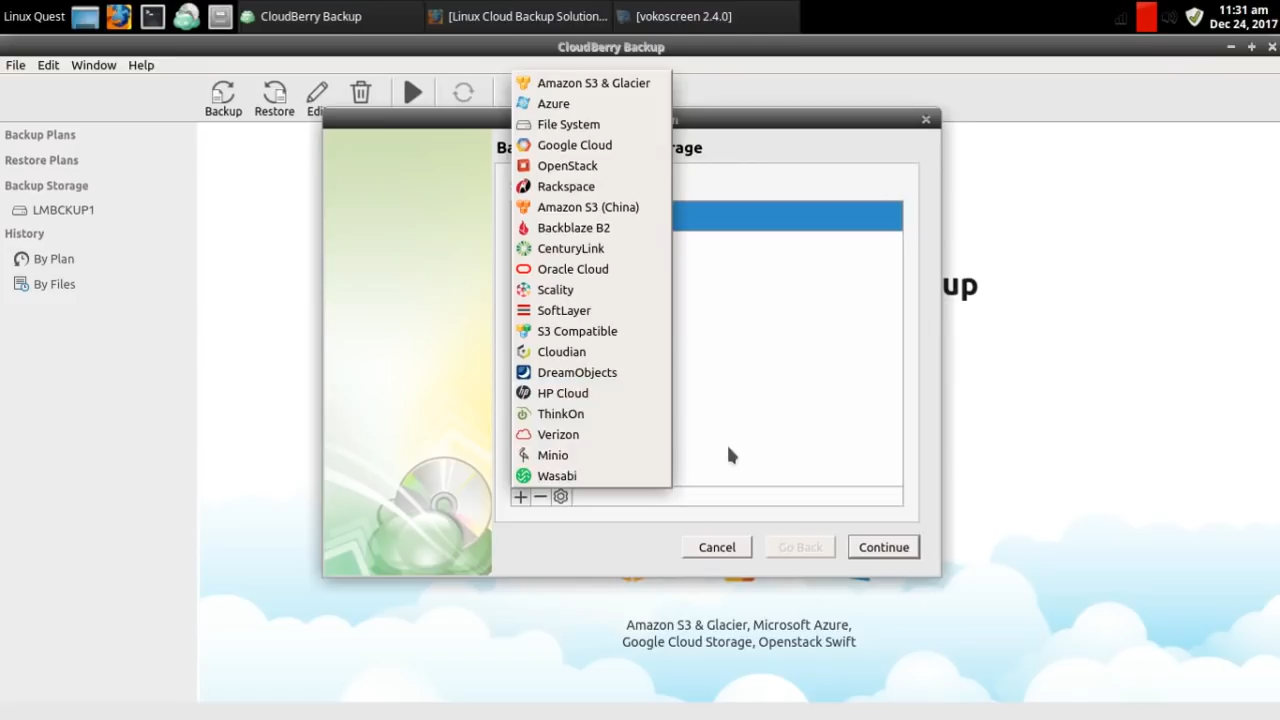 Linux Quest
CloudBerry Backup
[Linux Cloud Backup Solution...
[vokoscreen 2.4.0]
11:31 am
Dec 24, 2017
CloudBerry Backup
File Edit Window Help
Backup Restore
Backup Plans
Restore Plans
Backup Storage
LMBCKUP1
History
By Plan
By Files
Amazon S3 & Glacier
Azure
File System
Google Cloud
OpenStack
Rackspace
Amazon S3 (China)
Backblaze B2
CenturyLink
Oracle Cloud
Scality
SoftLayer
S3 Compatible
Cloudian
DreamObjects
HP Cloud
ThinkOn
Verizon
Minio
Wasabi
Cancel Go Back Continue
Amazon S3 & Glacier, Microsoft Azure,
Google Cloud Storage, Openstack Swift